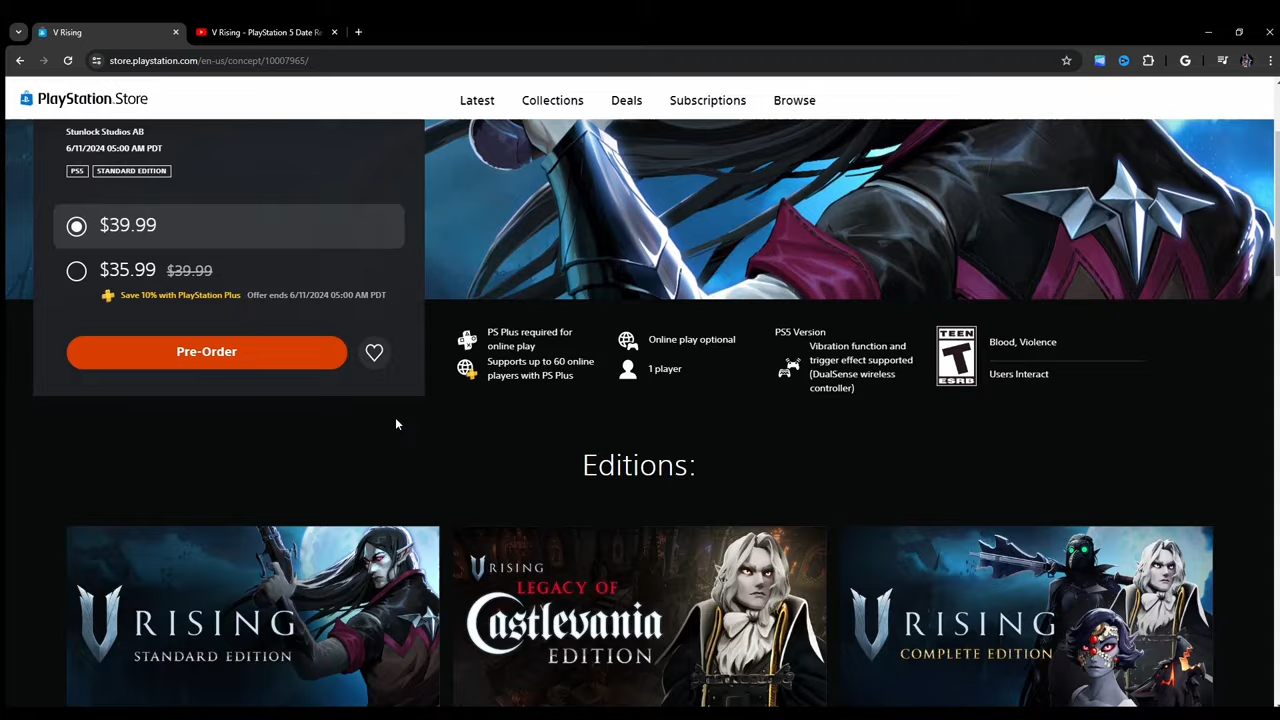 V Rising
V Rising - PlayStation 5 Date Re
store.playstation.com/en-us/concept/10007965/
PlayStation Store
Latest
Collections
Deals
Subscriptions
Browse
Stunlock Studios AB
6/11/2024 05:00 AM PDT
PS5
STANDARD EDITION
$39.99
$35.99 $39.99
Save 10% with PlayStation Plus Offer ends 6/11/2024 05:00 AM PDT
Pre-Order
PS Plus required for
online play
Supports up to 60 online
players with PS Plus
Online play optional
1 player
PS5 Version
Vibration function and
trigger effect supported
(DualSense wireless
controller)
TEEN
T
ESRB
Blood, Violence
Users Interact
Editions:
V RISING
STANDARD EDITION
V RISING
LEGACY OF
Castlevania
EDITION
V RISING
COMPLETE EDITION